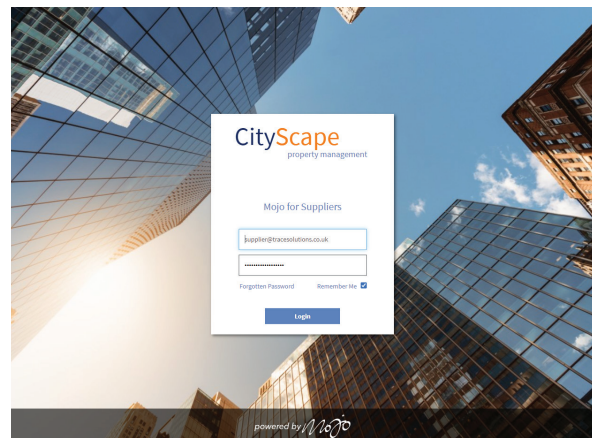 CityScape
property management
Mojo for Suppliers
supplier@tracesolutions.co.uk
••••••••••••••••
Forgotten Password Remember Me
Login
powered by Mojo